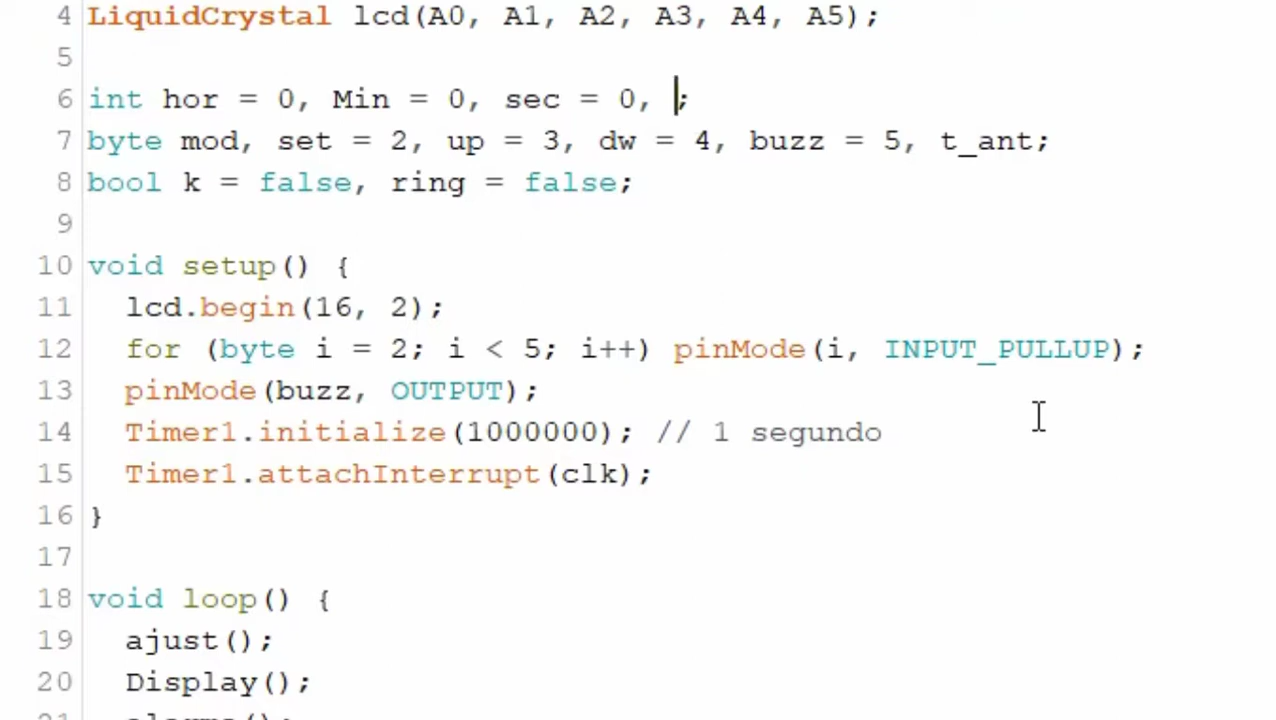 4 LiquidCrystal lcd(A0, A1, A2, A3, A4, A5);
5
6 int hor = 0, Min = 0, sec = 0, ;
7 byte mod, set = 2, up = 3, dw = 4, buzz = 5, t_ant;
8 bool k = false, ring = false;
9
10 void setup() {
11 lcd.begin(16, 2);
12 for (byte i = 2; i < 5; i++) pinMode(i, INPUT_PULLUP);
13 pinMode(buzz, OUTPUT);
14 Timer1.initialize(1000000); // 1 segundo
15 Timer1.attachInterrupt(clk);
16 }
17
18 void loop() {
19 ajust();
20 Display();
21